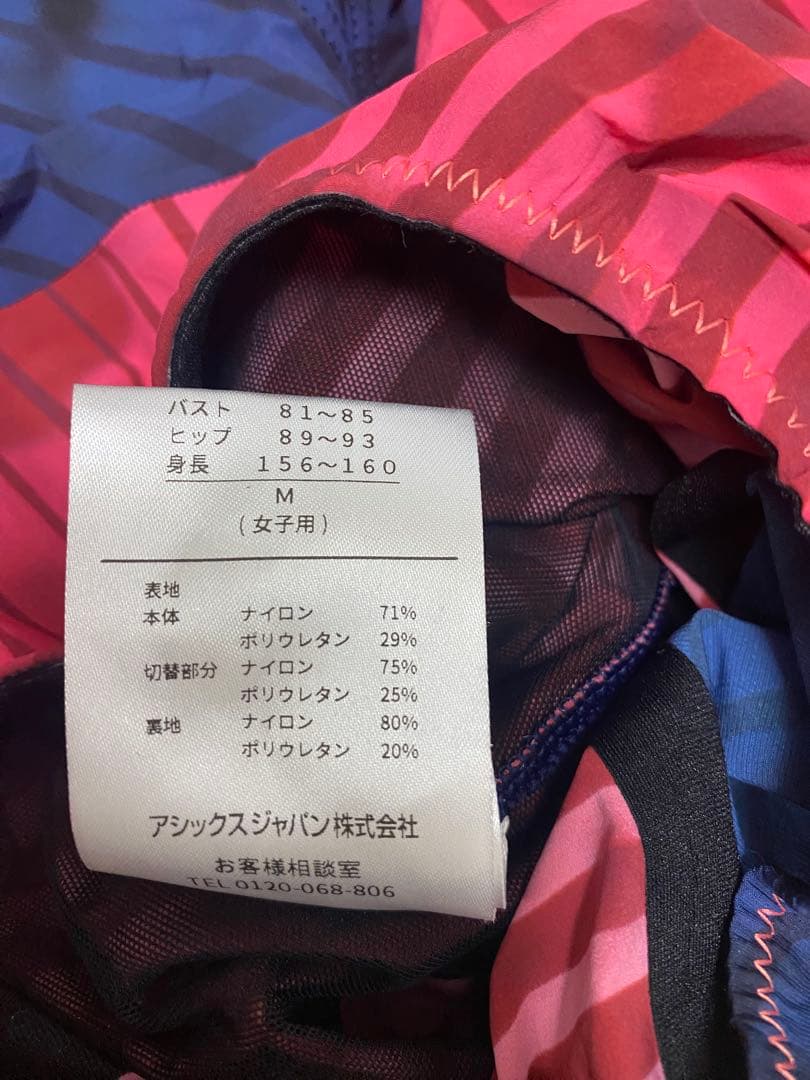 バスト 81～85
ヒップ 89～93
身長 156～160
M
(女子用)
表地
本体 ナイロン 71%
ポリウレタン 29%
切替部分 ナイロン 75%
ポリウレタン 25%
裏地 ナイロン 80%
ポリウレタン 20%
アシックスジャパン株式会社
お客様相談室
TEL 0120-068-806